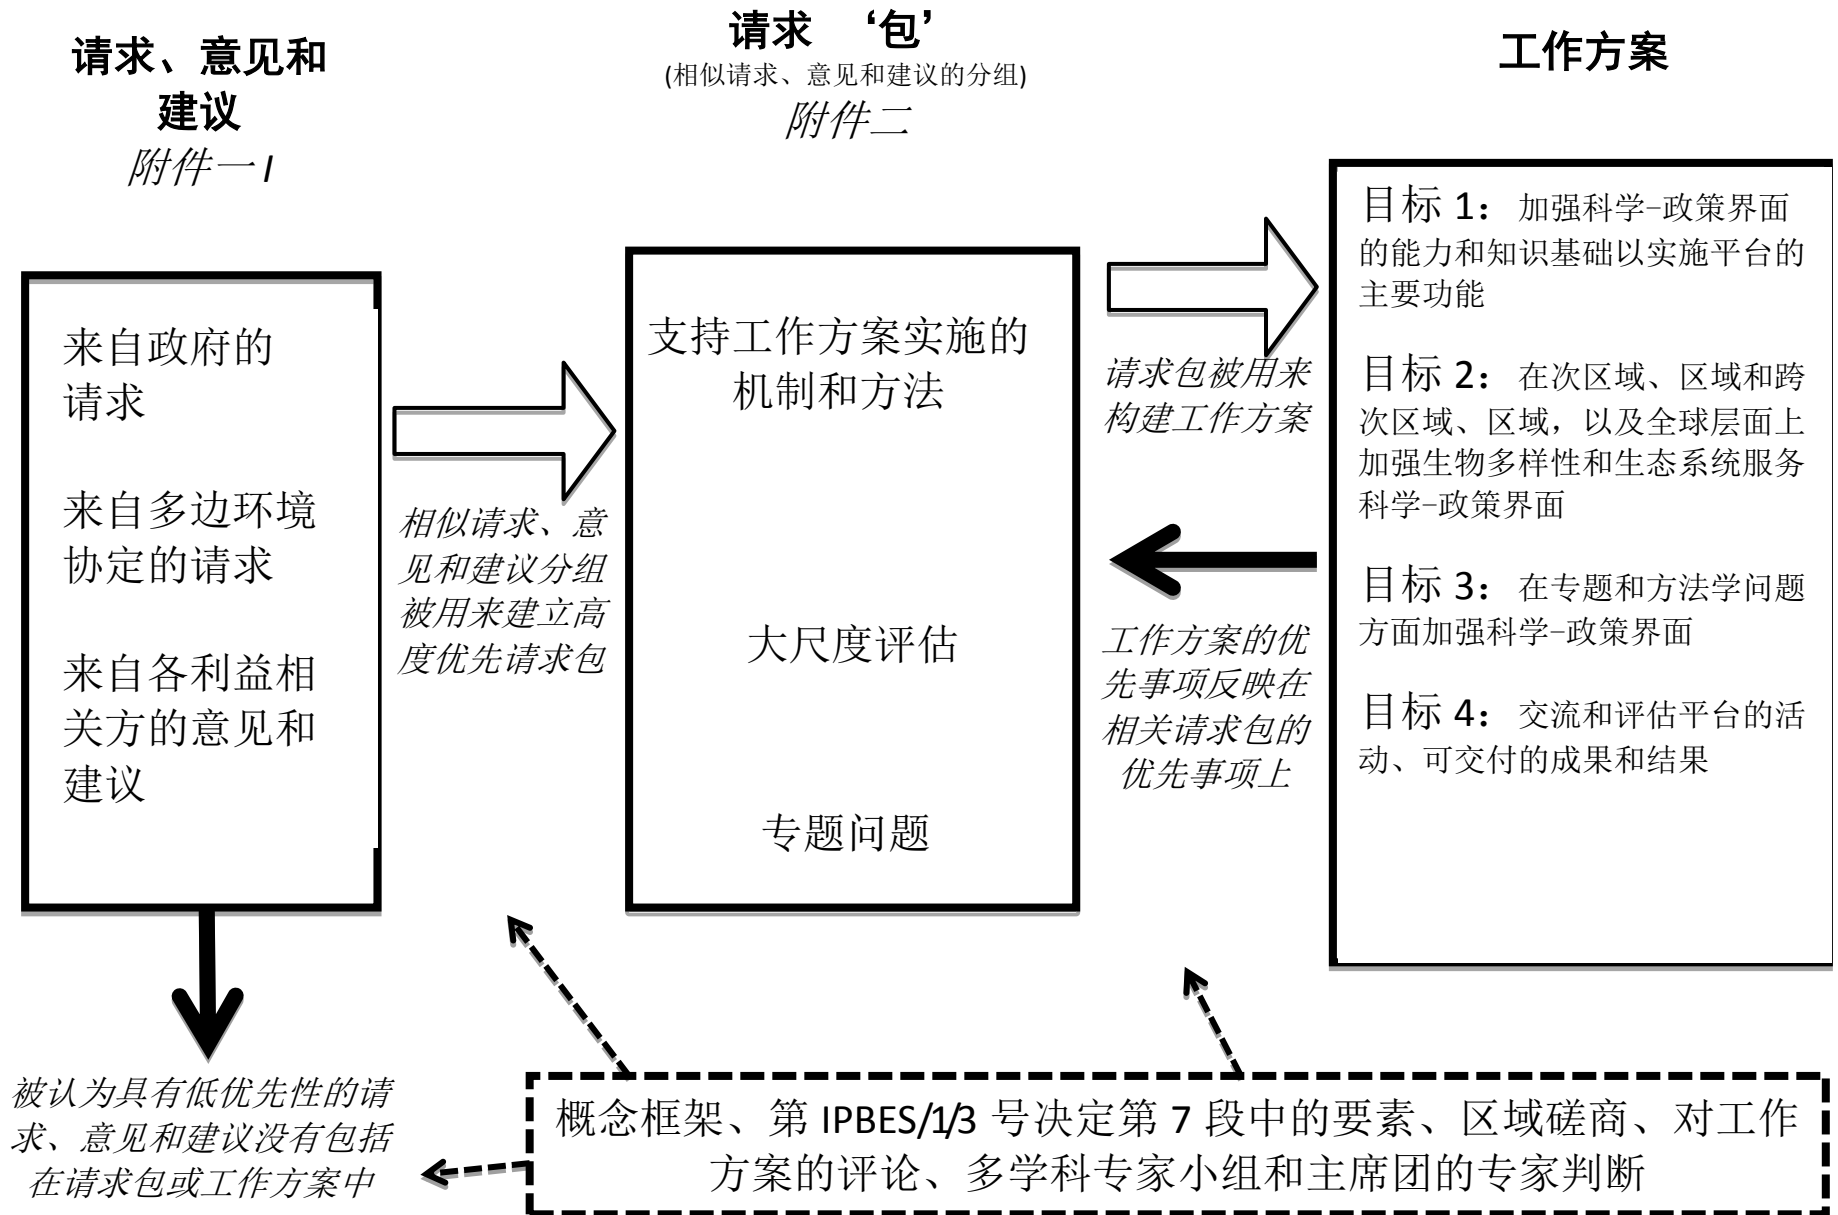 请求、意见和
建议
附件一 I
请求 ‘包’
(相似请求、意见和建议的分组)
附件二
工作方案
来自政府的
请求
来自多边环境
协定的请求
来自各利益相
关方的意见和
建议
相似请求、意
见和建议分组
被用来建立高
度优先请求包
支持工作方案实施的
机制和方法
大尺度评估
专题问题
请求包被用来
构建工作方案
工作方案的优
先事项反映在
相关请求包的
优先事项上
目标 1：加强科学-政策界面
的能力和知识基础以实施平台的
主要功能
目标 2：在次区域、区域和跨
次区域、区域，以及全球层面上
加强生物多样性和生态系统服务
科学-政策界面
目标 3：在专题和方法学问题
方面加强科学-政策界面
目标 4：交流和评估平台的活
动、可交付的成果和结果
被认为具有低优先性的请
求、意见和建议没有包括
在请求包或工作方案中
概念框架、第 IPBES/1/3 号决定第 7 段中的要素、区域磋商、对工作
方案的评论、多学科专家小组和主席团的专家判断